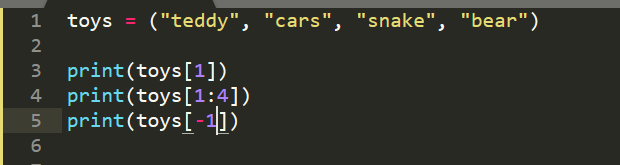 1 toys = ("teddy", "cars", "snake", "bear")
2
3 print(toys[1])
4 print(toys[1:4])
5 print(toys[-1])
6